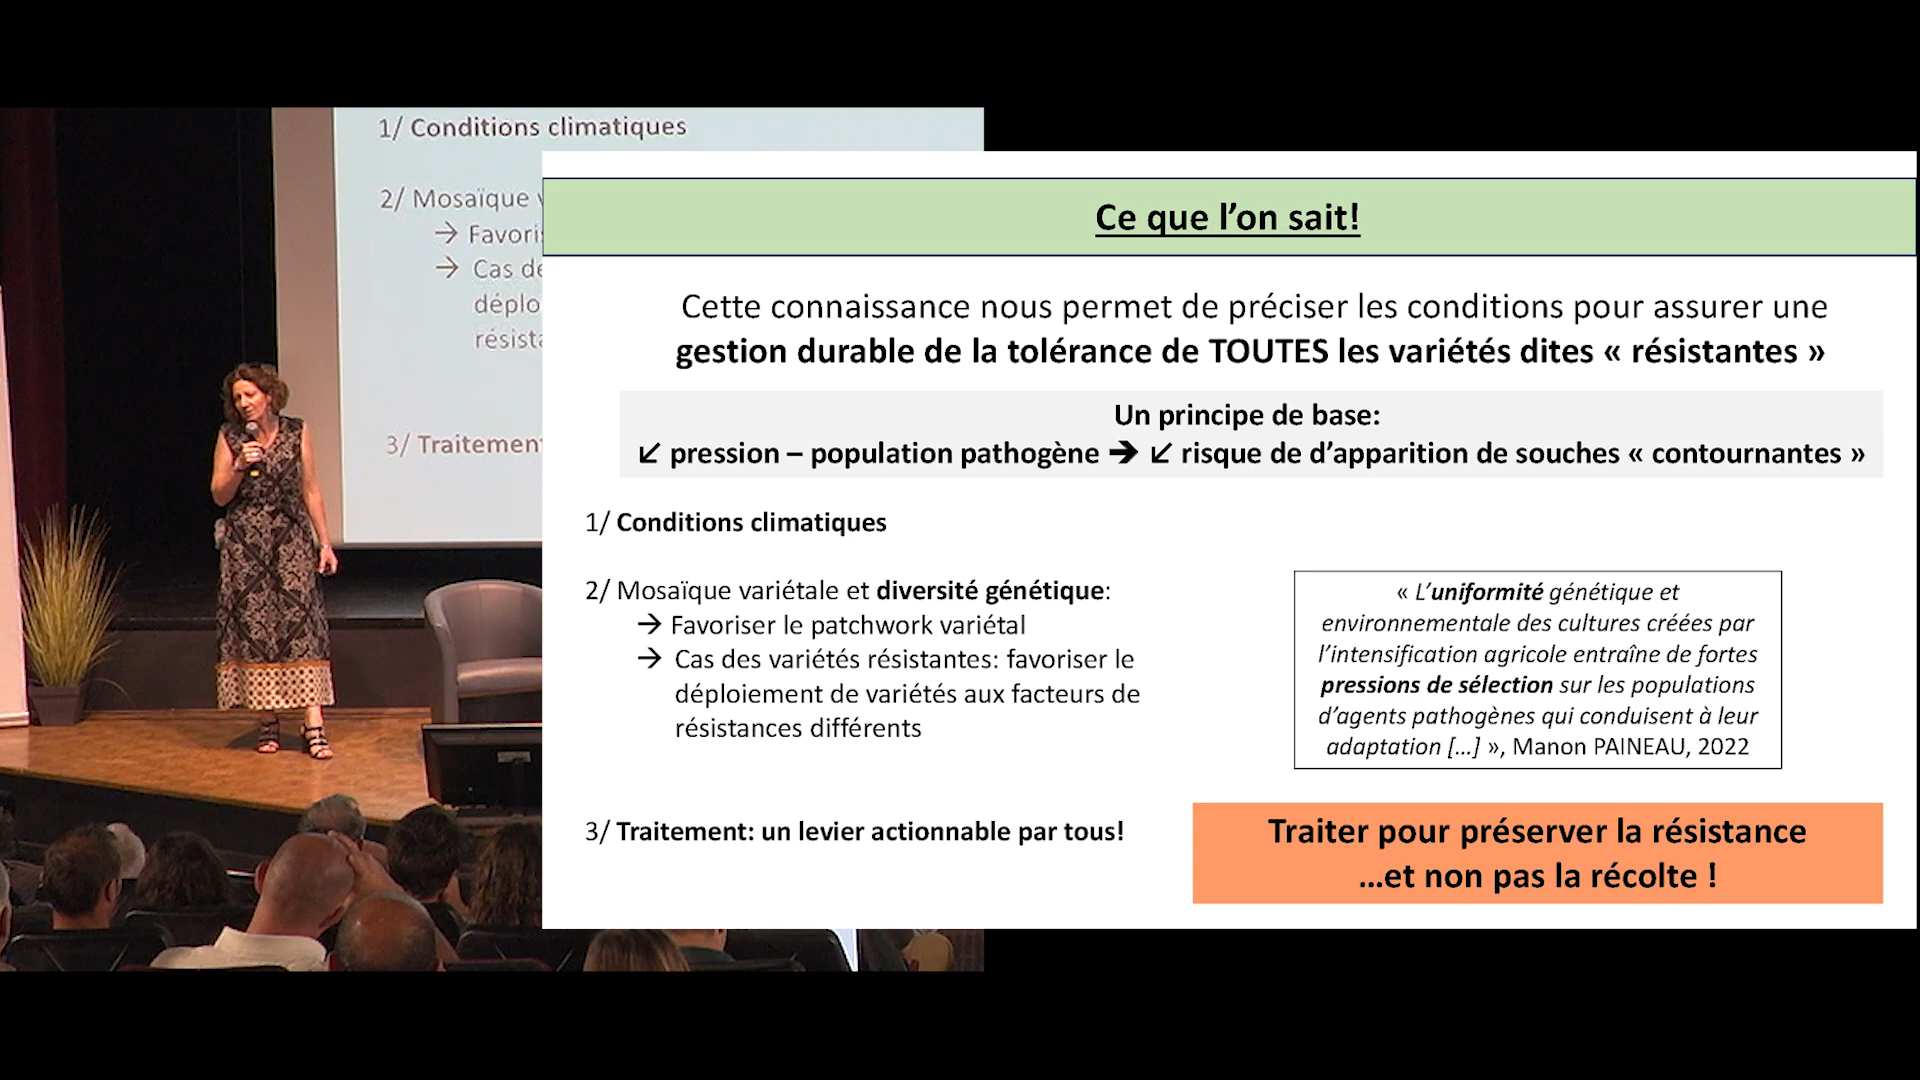 1/ Conditions climatiques
2/ Mosaïque
→ Favoris
→ Cas de
déplo
résista
3/ Traitement
Ce que l’on sait!
Cette connaissance nous permet de préciser les conditions pour assurer une
gestion durable de la tolérance de TOUTES les variétés dites « résistantes »
Un principe de base:
↙ pression – population pathogène ➔ ↙ risque de d’apparition de souches « contournantes »
1/ Conditions climatiques
2/ Mosaïque variétale et diversité génétique:
→ Favoriser le patchwork variétal
→ Cas des variétés résistantes: favoriser le
déploiement de variétés aux facteurs de
résistances différents
« L’uniformité génétique et
environnementale des cultures créées par
l’intensification agricole entraîne de fortes
pressions de sélection sur les populations
d’agents pathogènes qui conduisent à leur
adaptation […] », Manon PAINEAU, 2022
3/ Traitement: un levier actionnable par tous!
Traiter pour préserver la résistance
…et non pas la récolte !